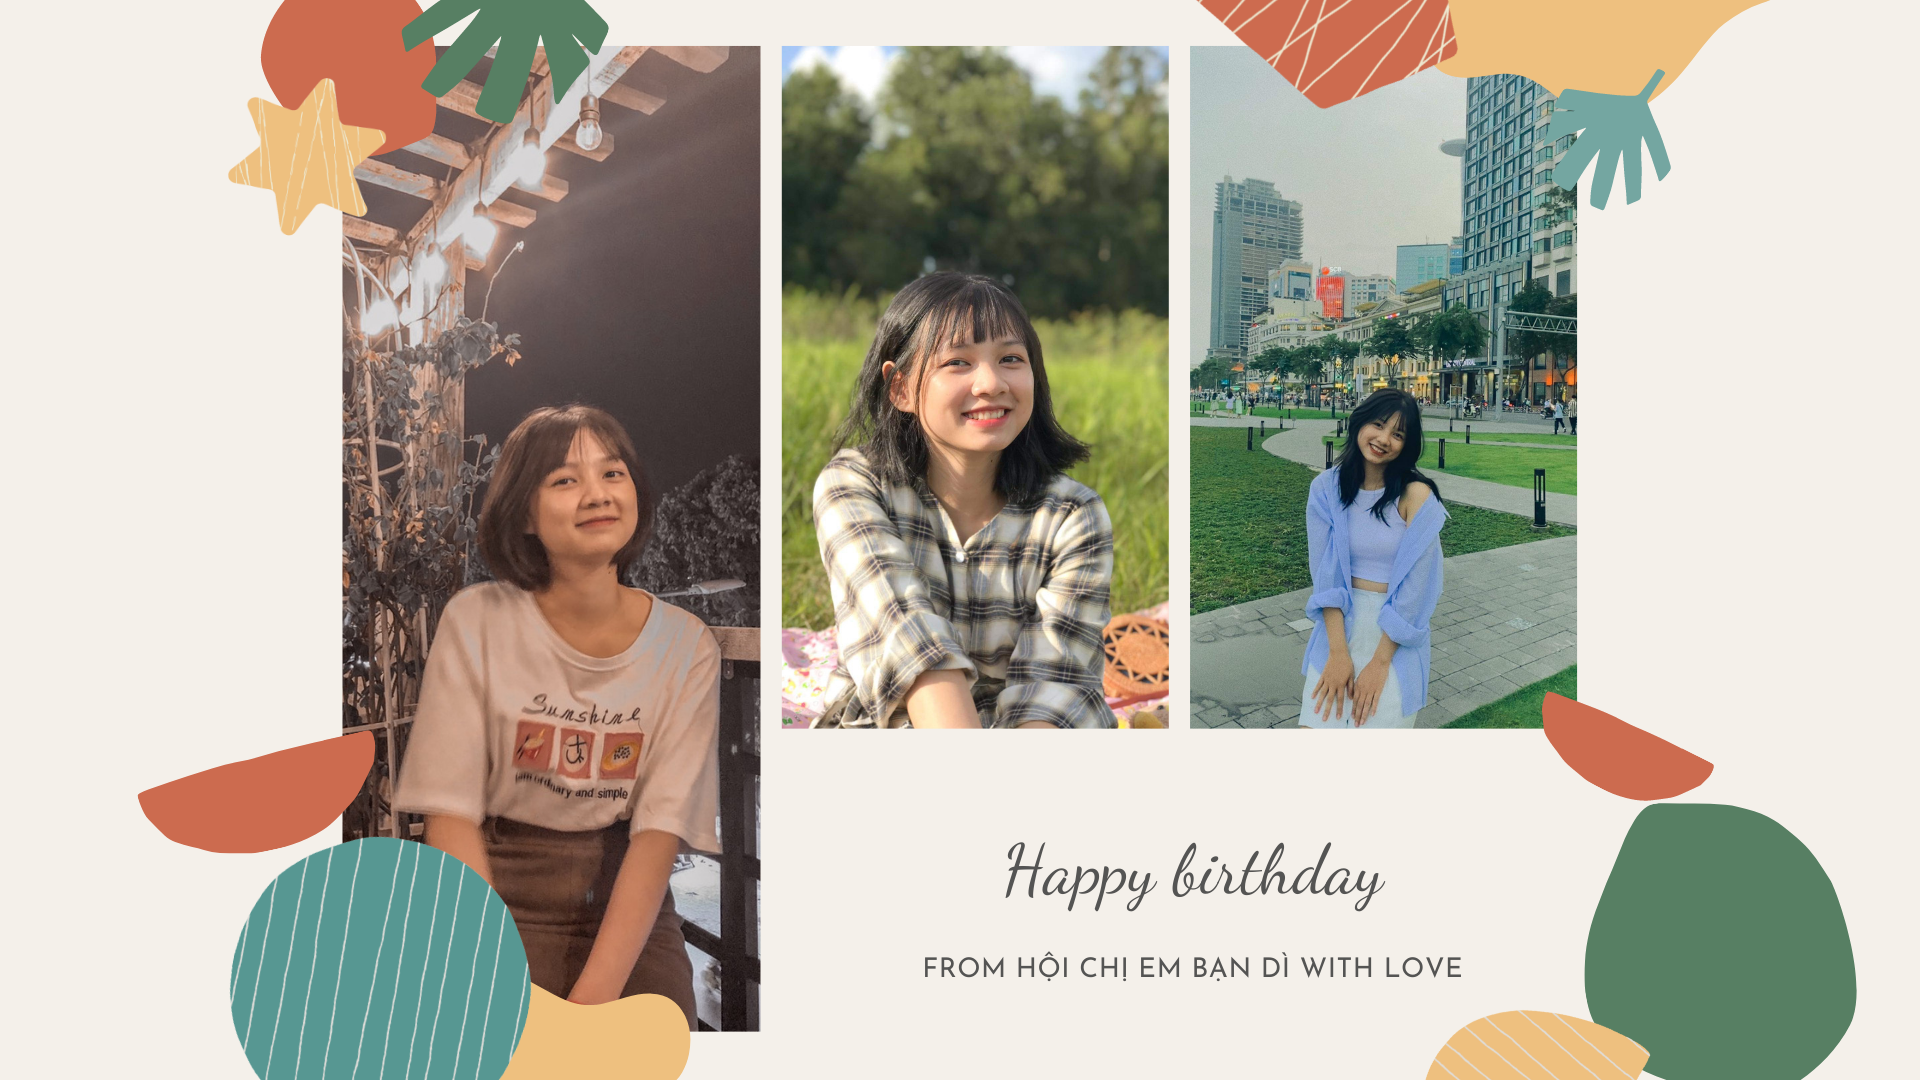 Sunshine
ordinary and simple
Happy birthday
FROM HỘI CHỊ EM BẠN DÌ WITH LOVE